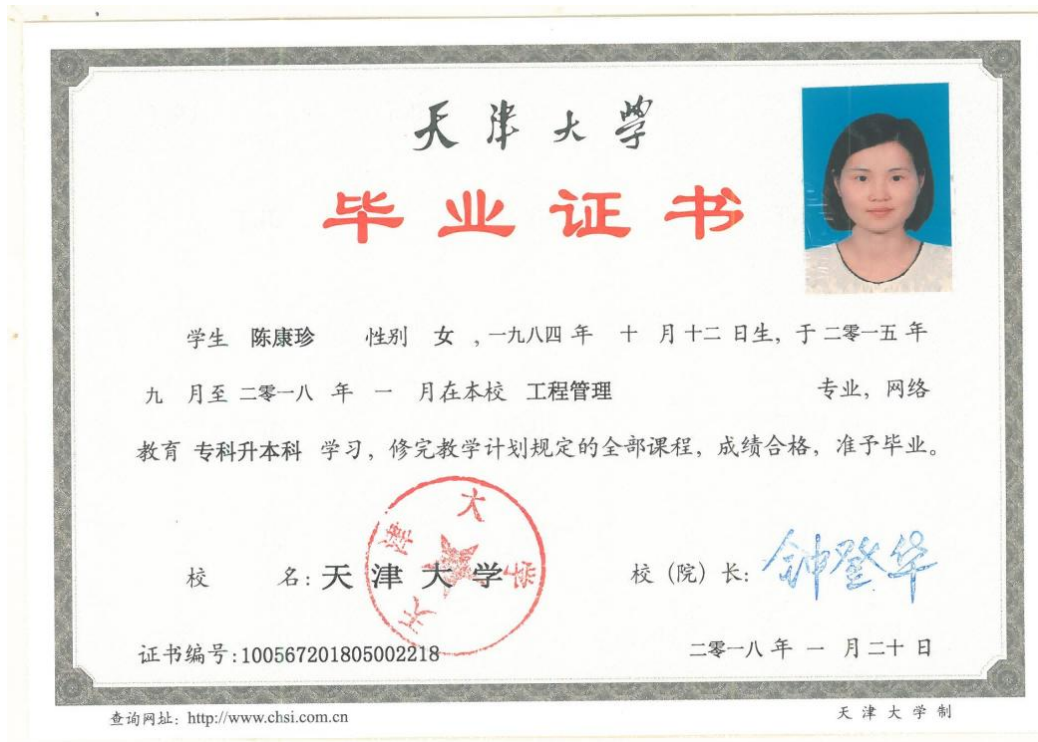 天津大学
毕业证书
学生 陈康珍 性别 女 ,一九八四 年 十 月 十二 日生, 于 二零一五 年
九 月至 二零一八 年 一 月在本校 工程管理 专业, 网络
教育 专科升本科 学习, 修完教学计划规定的全部课程, 成绩合格, 准予毕业。
天津大学
校 名: 天津大学 校(院)长: 钟登华
证书编号:100567201805002218 二零一八 年 一 月二十 日
查询网址: http://www.chsi.com.cn 天津大学制